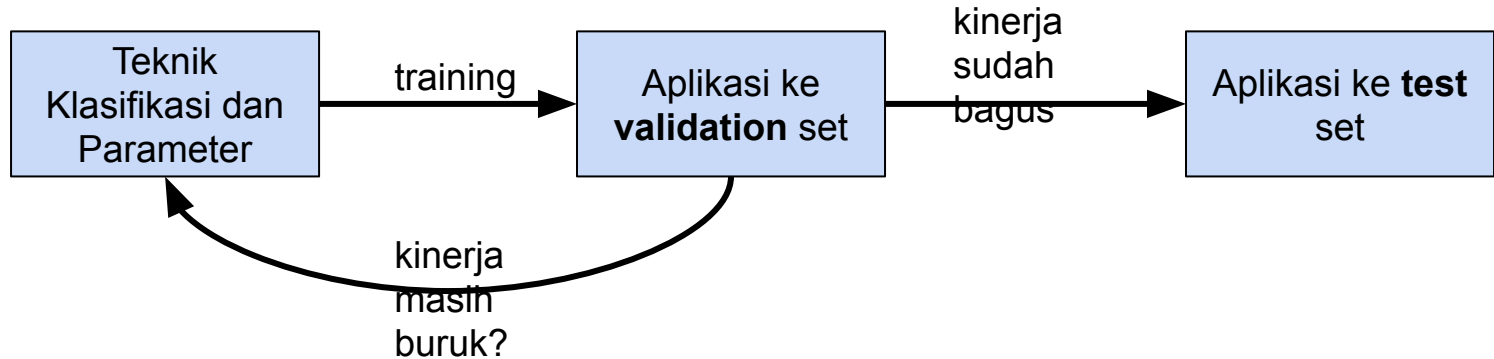 Teknik
Klasifikasi dan
Parameter
training
Aplikasi ke
validation set
kinerja
sudah
bagus
Aplikasi ke test
set
kinerja
masih
buruk?